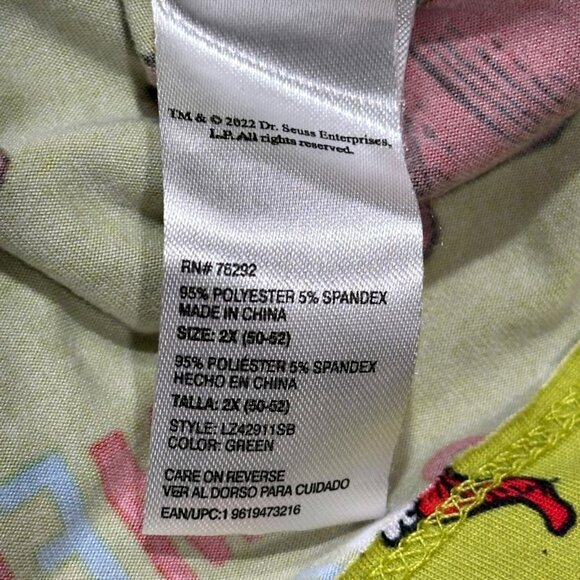 TM & © 2022 Dr. Seuss Enterprises,
L.P. All rights reserved.
RN# 76292
95% POLYESTER 5% SPANDEX
MADE IN CHINA
SIZE: 2X (50-52)
95% POLIÉSTER 5% SPANDEX
HECHO EN CHINA
TALLA: 2X (50-52)
STYLE: LZ42911SB
COLOR: GREEN
CARE ON REVERSE
VER AL DORSO PARA CUIDADO
EAN/UPC:1 9619473216